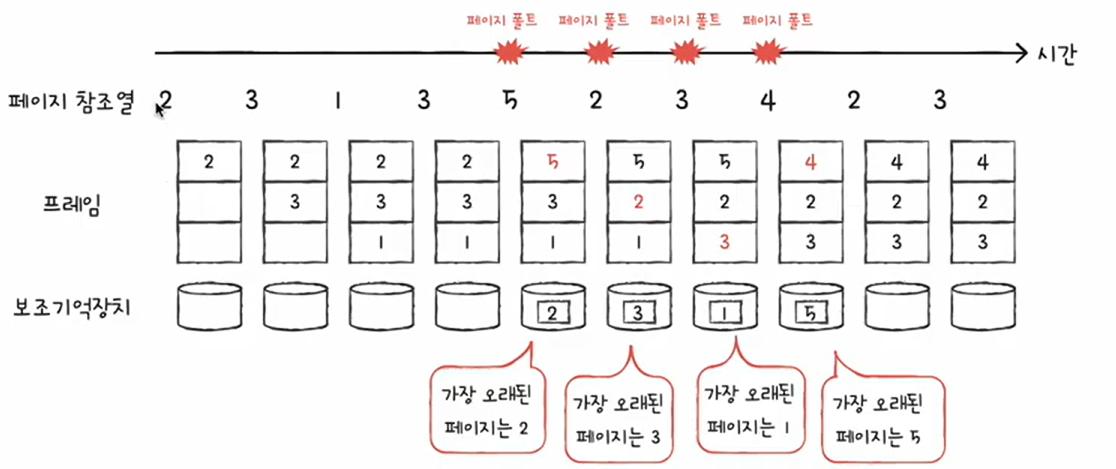 페이지 폴트 페이지 폴트 페이지 폴트 페이지 폴트
시간
페이지 참조열 2 3 1 3 5 2 3 4 2 3
2 2 2 2 5 5 5 4 4 4
프레임 3 3 3 3 2 2 2 2 2
1 1 1 1 3 3 3 3
보조기억장치 2 3 1 5
가장 오래된
페이지는 2
가장 오래된
페이지는 3
가장 오래된
페이지는 1
가장 오래된
페이지는 5